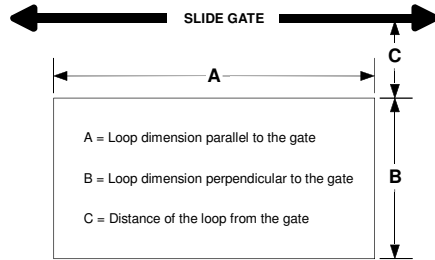 SLIDE GATE
C
A
A = Loop dimension parallel to the gate
B = Loop dimension perpendicular to the gate
B
C = Distance of the loop from the gate